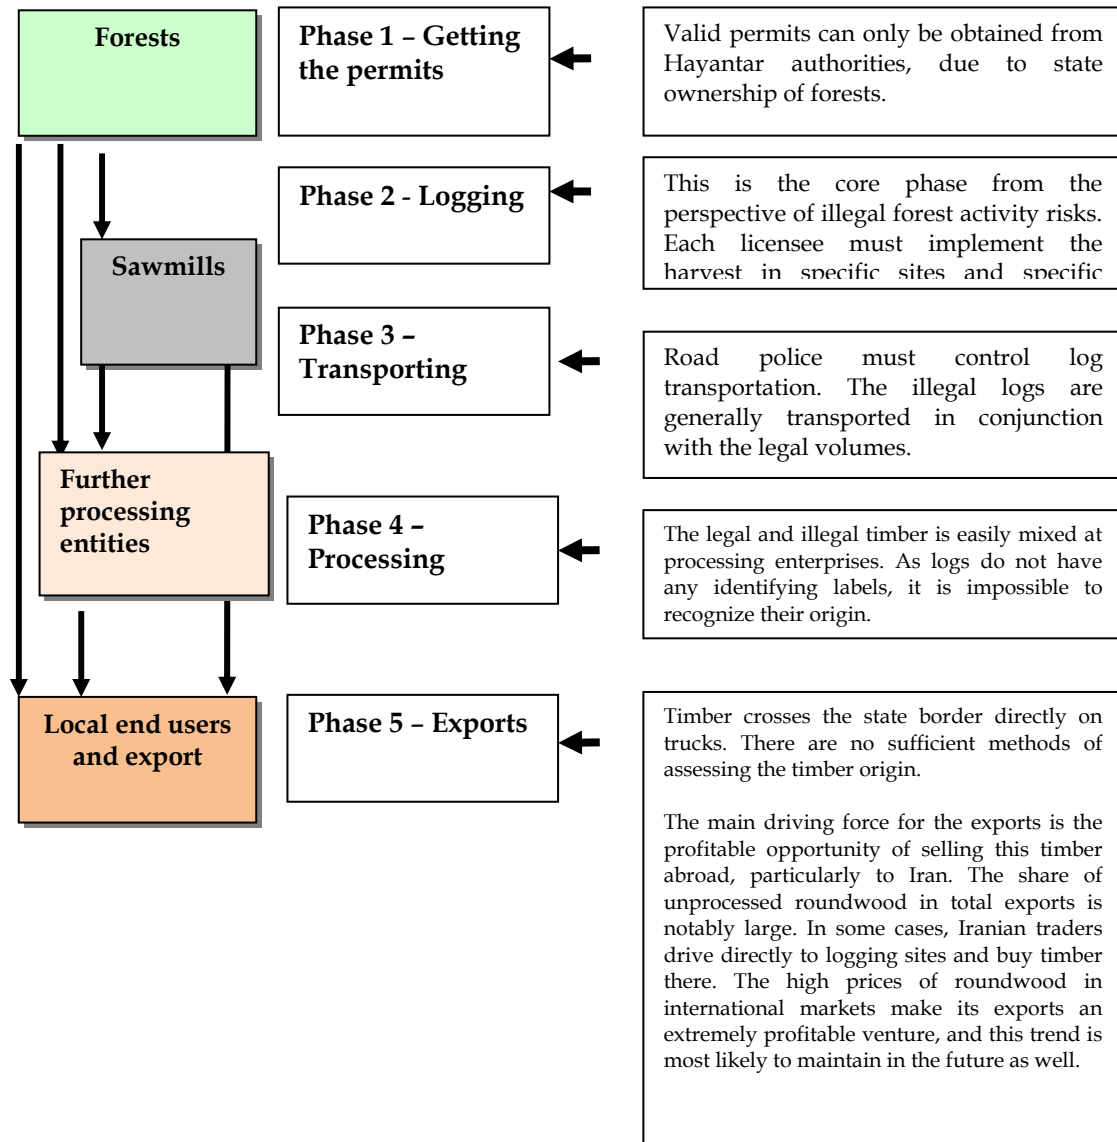 Forests
Phase 1 – Getting
the permits
Valid permits can only be obtained from
Hayantar authorities, due to state
ownership of forests.
Phase 2 - Logging
This is the core phase from the
perspective of illegal forest activity risks.
Each licensee must implement the
harvest in specific sites and specific
Sawmills
Phase 3 –
Transporting
Road police must control log
transportation. The illegal logs are
generally transported in conjunction
with the legal volumes.
Further
processing
entities
Phase 4 –
Processing
The legal and illegal timber is easily mixed at
processing enterprises. As logs do not have
any identifying labels, it is impossible to
recognize their origin.
Local end users
and export
Phase 5 – Exports
Timber crosses the state border directly on
trucks. There are no sufficient methods of
assessing the timber origin.
The main driving force for the exports is the
profitable opportunity of selling this timber
abroad, particularly to Iran. The share of
unprocessed roundwood in total exports is
notably large. In some cases, Iranian traders
drive directly to logging sites and buy timber
there. The high prices of roundwood in
international markets make its exports an
extremely profitable venture, and this trend is
most likely to maintain in the future as well.